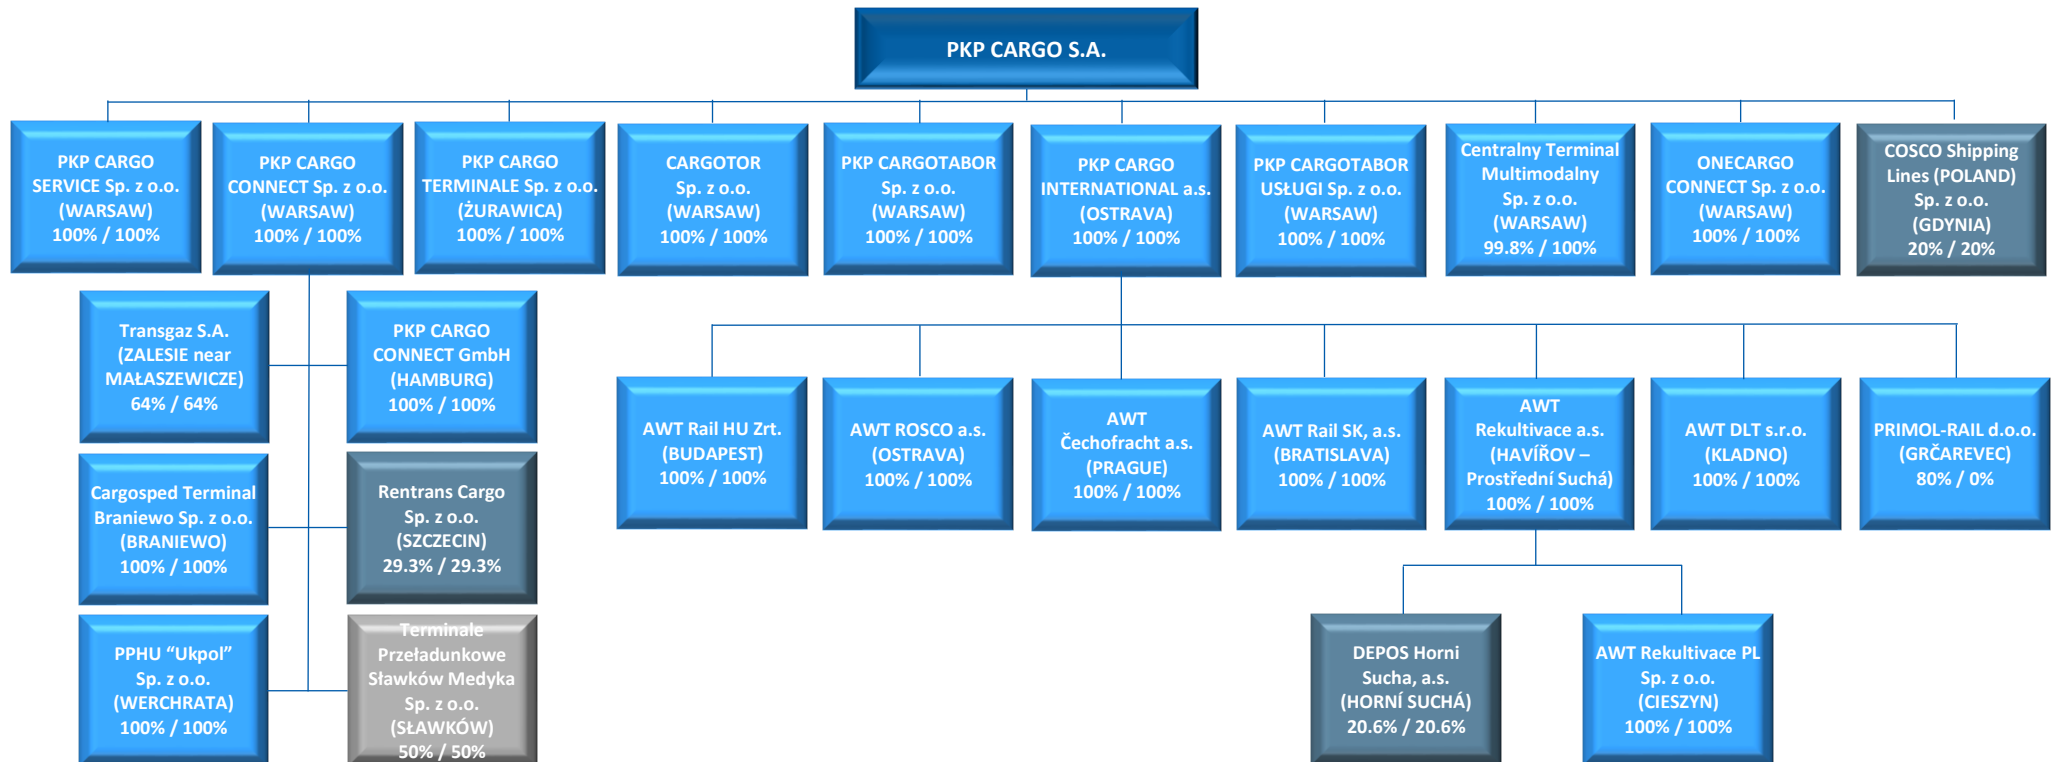 PKP CARGO S.A.
PKP CARGO
SERVICE Sp. z o.o.
(WARSAW)
100% / 100%
PKP CARGO
CONNECT Sp. z o.o.
(WARSAW)
100% / 100%
PKP CARGO
TERMINALE Sp. z o.o.
(ŻURAWICA)
100% / 100%
CARGOTOR
Sp. z o.o.
(WARSAW)
100% / 100%
PKP CARGOTABOR
Sp. z o.o.
(WARSAW)
100% / 100%
PKP CARGO
INTERNATIONAL a.s.
(OSTRAVA)
100% / 100%
PKP CARGOTABOR
USŁUGI Sp. z o.o.
(WARSAW)
100% / 100%
Centralny Terminal
Multimodalny
Sp. z o.o.
(WARSAW)
99.8% / 100%
ONECARGO
CONNECT Sp. z o.o.
(WARSAW)
100% / 100%
COSCO Shipping
Lines (POLAND)
Sp. z o.o.
(GDYNIA)
20% / 20%
Transgaz S.A.
(ZALESIE near
MAŁASZEWICZE)
64% / 64%
PKP CARGO
CONNECT GmbH
(HAMBURG)
100% / 100%
AWT Rail HU Zrt.
(BUDAPEST)
100% / 100%
AWT ROSCO a.s.
(OSTRAVA)
100% / 100%
AWT
Čechofracht a.s.
(PRAGUE)
100% / 100%
AWT Rail SK, a.s.
(BRATISLAVA)
100% / 100%
AWT
Rekultivace a.s.
(HAVÍŘOV –
Prostřední Suchá)
100% / 100%
AWT DLT s.r.o.
(KLADNO)
100% / 100%
PRIMOL-RAIL d.o.o.
(GRČAREVEC)
80% / 0%
Cargosped Terminal
Braniewo Sp. z o.o.
(BRANIEWO)
100% / 100%
Rentrans Cargo
Sp. z o.o.
(SZCZECIN)
29.3% / 29.3%
PPHU “Ukpol”
Sp. z o.o.
(WERCHRATA)
100% / 100%
Terminale
Przeładunkowe
Sławków Medyka
Sp. z o.o.
(SŁAWKÓW)
50% / 50%
DEPOS Horni
Sucha, a.s.
(HORNÍ SUCHÁ)
20.6% / 20.6%
AWT Rekultivace PL
Sp. z o.o.
(CIESZYN)
100% / 100%